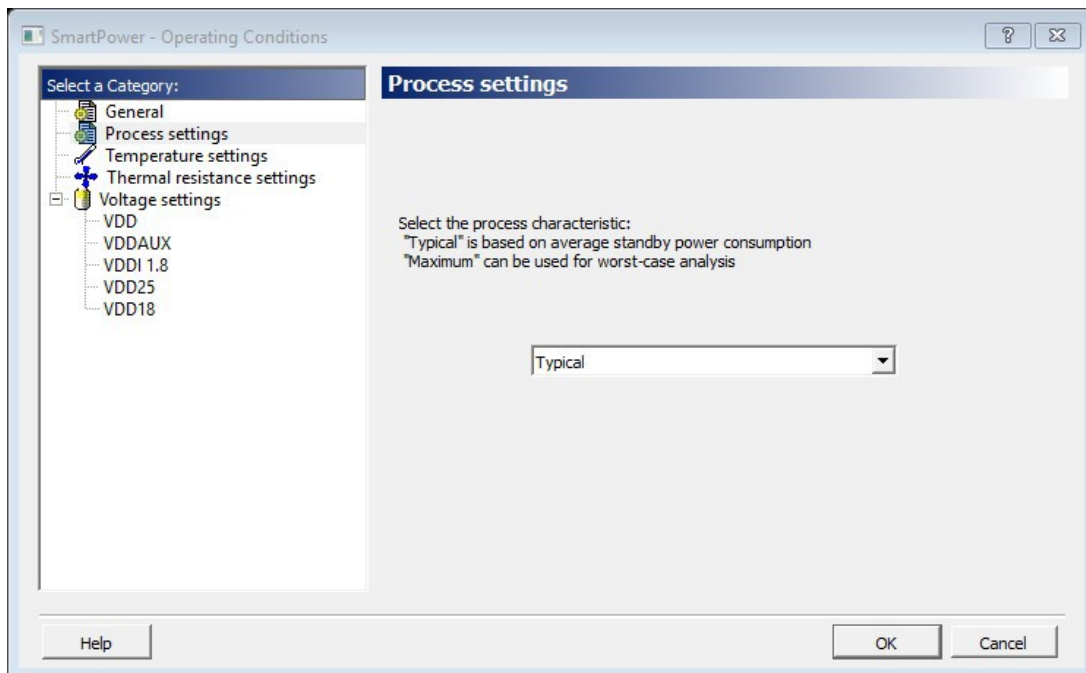 SmartPower - Operating Conditions
Select a Category:
General
Process settings
Temperature settings
Thermal resistance settings
Voltage settings
VDD
VDDAUX
VDDI 1.8
VDD25
VDD18
Process settings
Select the process characteristic:
"Typical" is based on average standby power consumption
"Maximum" can be used for worst-case analysis
Typical
Help
OK
Cancel